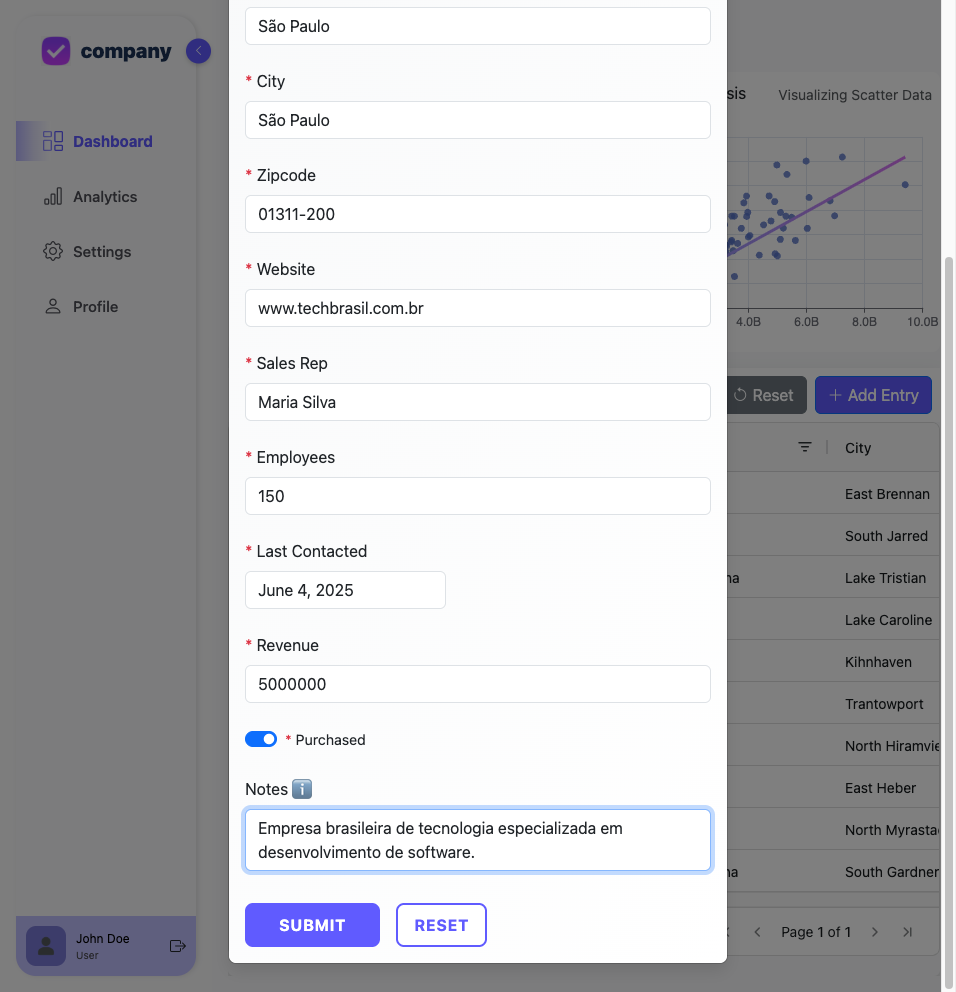 company
Dashboard
Analytics
Settings
Profile
John Doe
User
São Paulo
* City
São Paulo
* Zipcode
01311-200
* Website
www.techbrasil.com.br
* Sales Rep
Maria Silva
* Employees
150
* Last Contacted
June 4, 2025
* Revenue
5000000
* Purchased
Notes ℹ️
Empresa brasileira de tecnologia especializada em
desenvolvimento de software.
SUBMIT RESET
sis Visualizing Scatter Data
4.0B 6.0B 8.0B 10.0B
Reset + Add Entry
City
East Brennan
South Jarred
na Lake Tristian
Lake Caroline
Kihnhaven
Trantowport
North Hiramvie
East Heber
North Myrasta
na South Gardner
Page 1 of 1